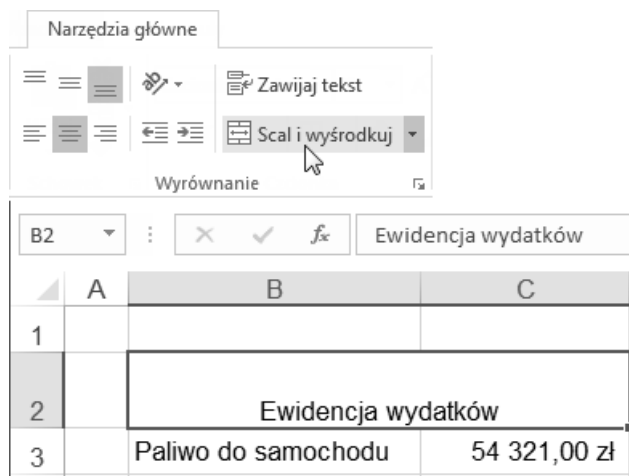 Narzędzia główne
Zawijaj tekst
Scal i wyśrodkuj
Wyrównanie
B2 fx Ewidencja wydatków
A B C
1
2 Ewidencja wydatków
3 Paliwo do samochodu 54 321,00 zł